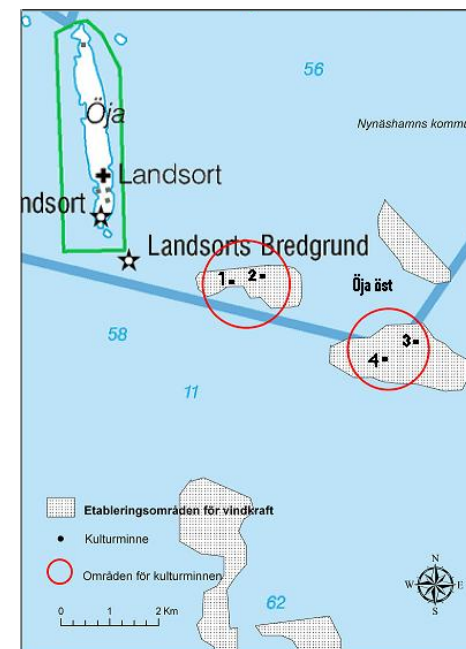 56
Öja
Nynäshamns kommu
Landsort
ndsort
Landsorts Bredgrund
1 2
Öja öst
58
3
4
11
Etableringsområden för vindkraft
Kulturminne
Områden för kulturminnen
62
N
W E
S
0 1 2 Km